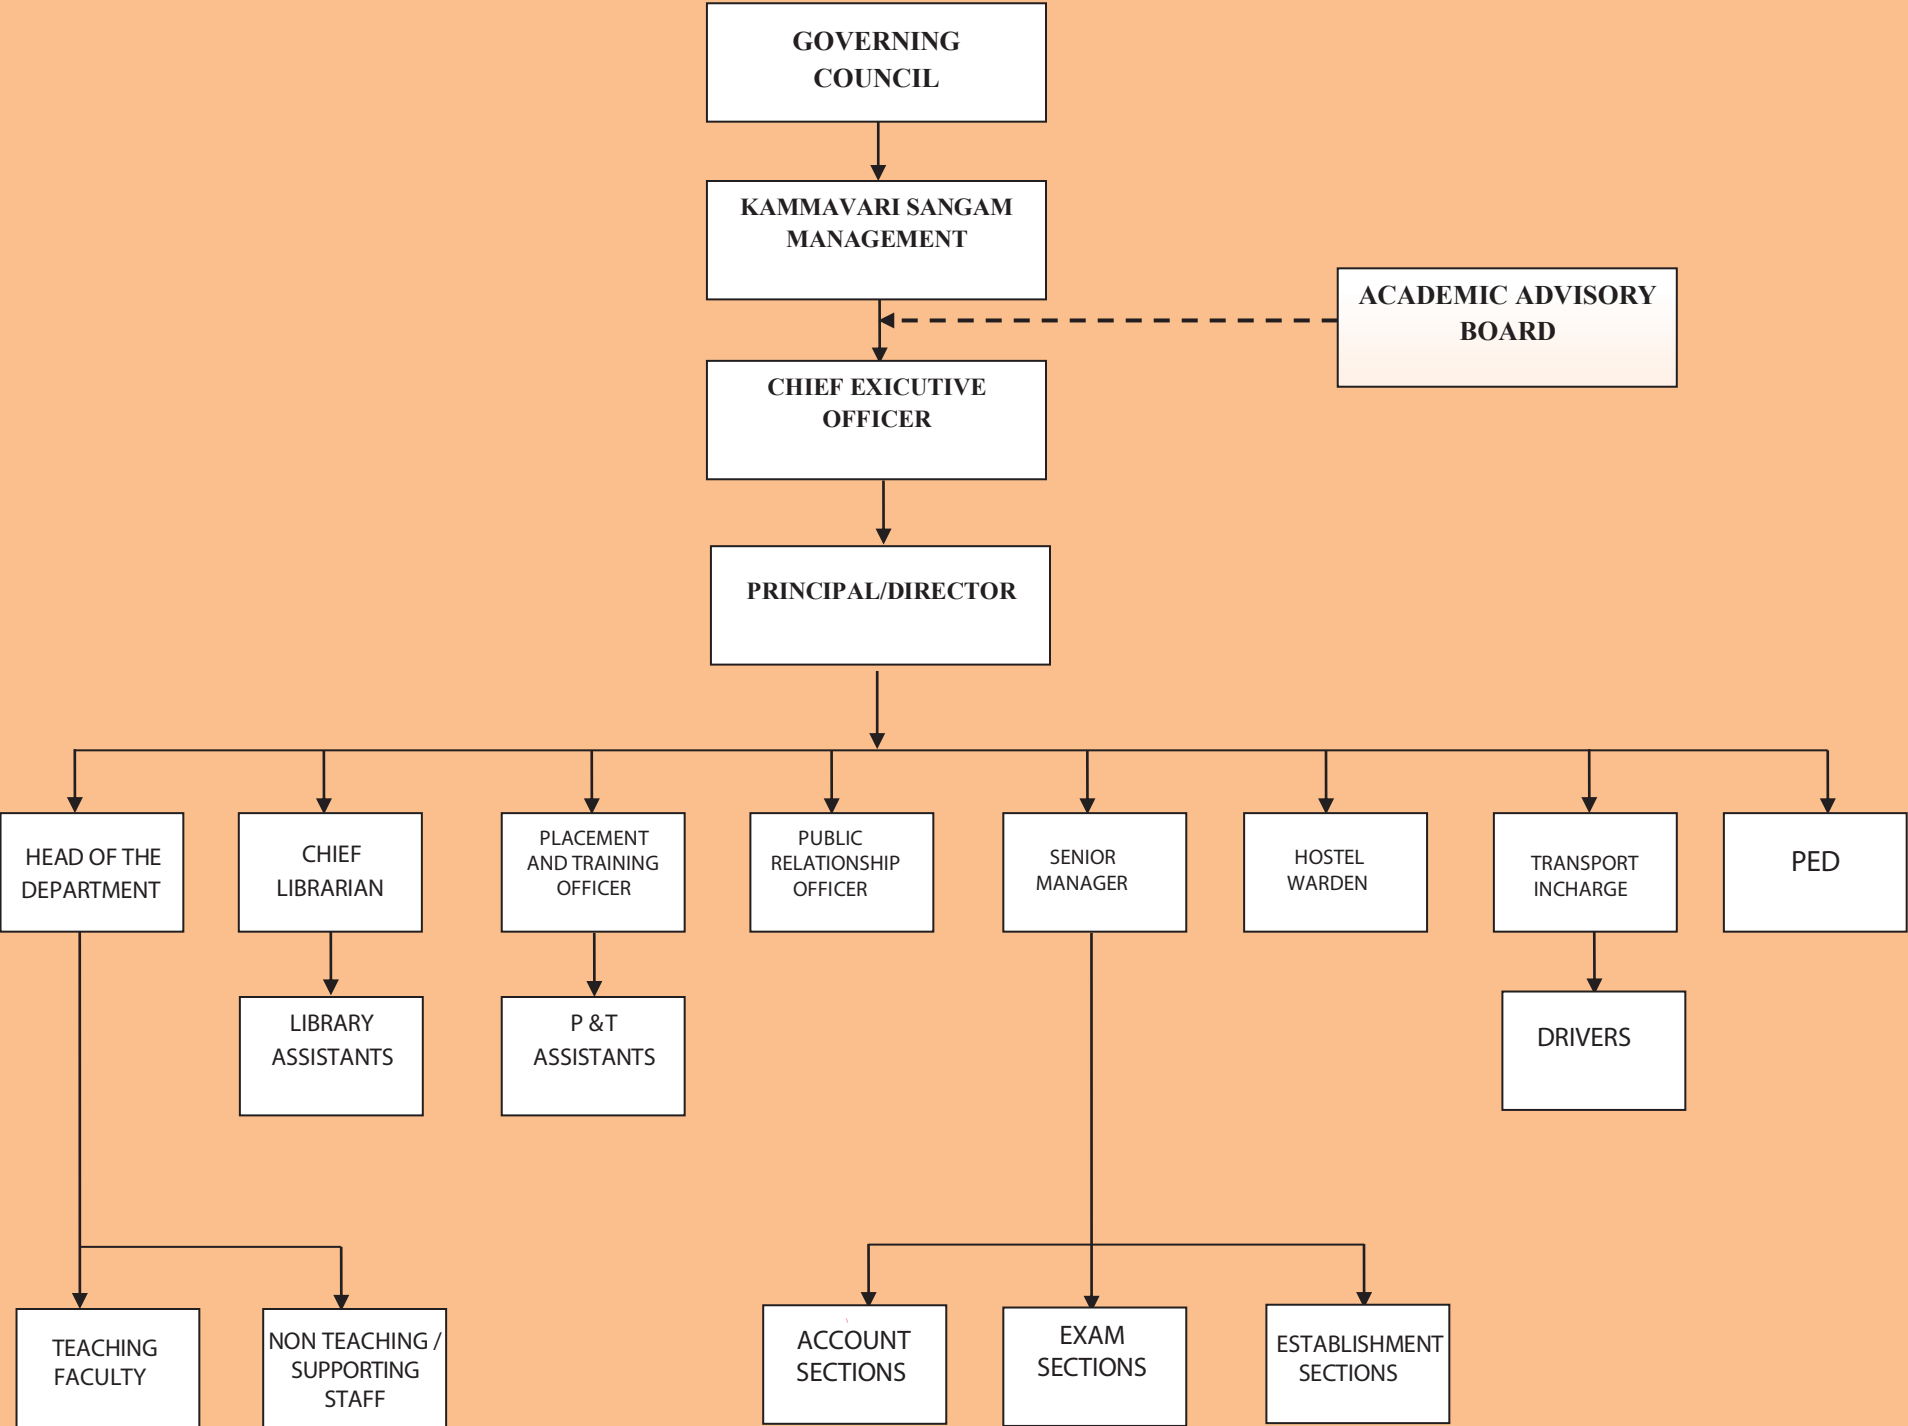 GOVERNING
COUNCIL
KAMMAVARI SANGAM
MANAGEMENT
ACADEMIC ADVISORY
BOARD
CHIEF EXICUTIVE
OFFICER
PRINCIPAL/DIRECTOR
HEAD OF THE
DEPARTMENT
CHIEF
LIBRARIAN
PLACEMENT
AND TRAINING
OFFICER
PUBLIC
RELATIONSHIP
OFFICER
SENIOR
MANAGER
HOSTEL
WARDEN
TRANSPORT
INCHARGE
PED
LIBRARY
ASSISTANTS
P &T
ASSISTANTS
DRIVERS
TEACHING
FACULTY
NON TEACHING /
SUPPORTING
STAFF
ACCOUNT
SECTIONS
EXAM
SECTIONS
ESTABLISHMENT
SECTIONS